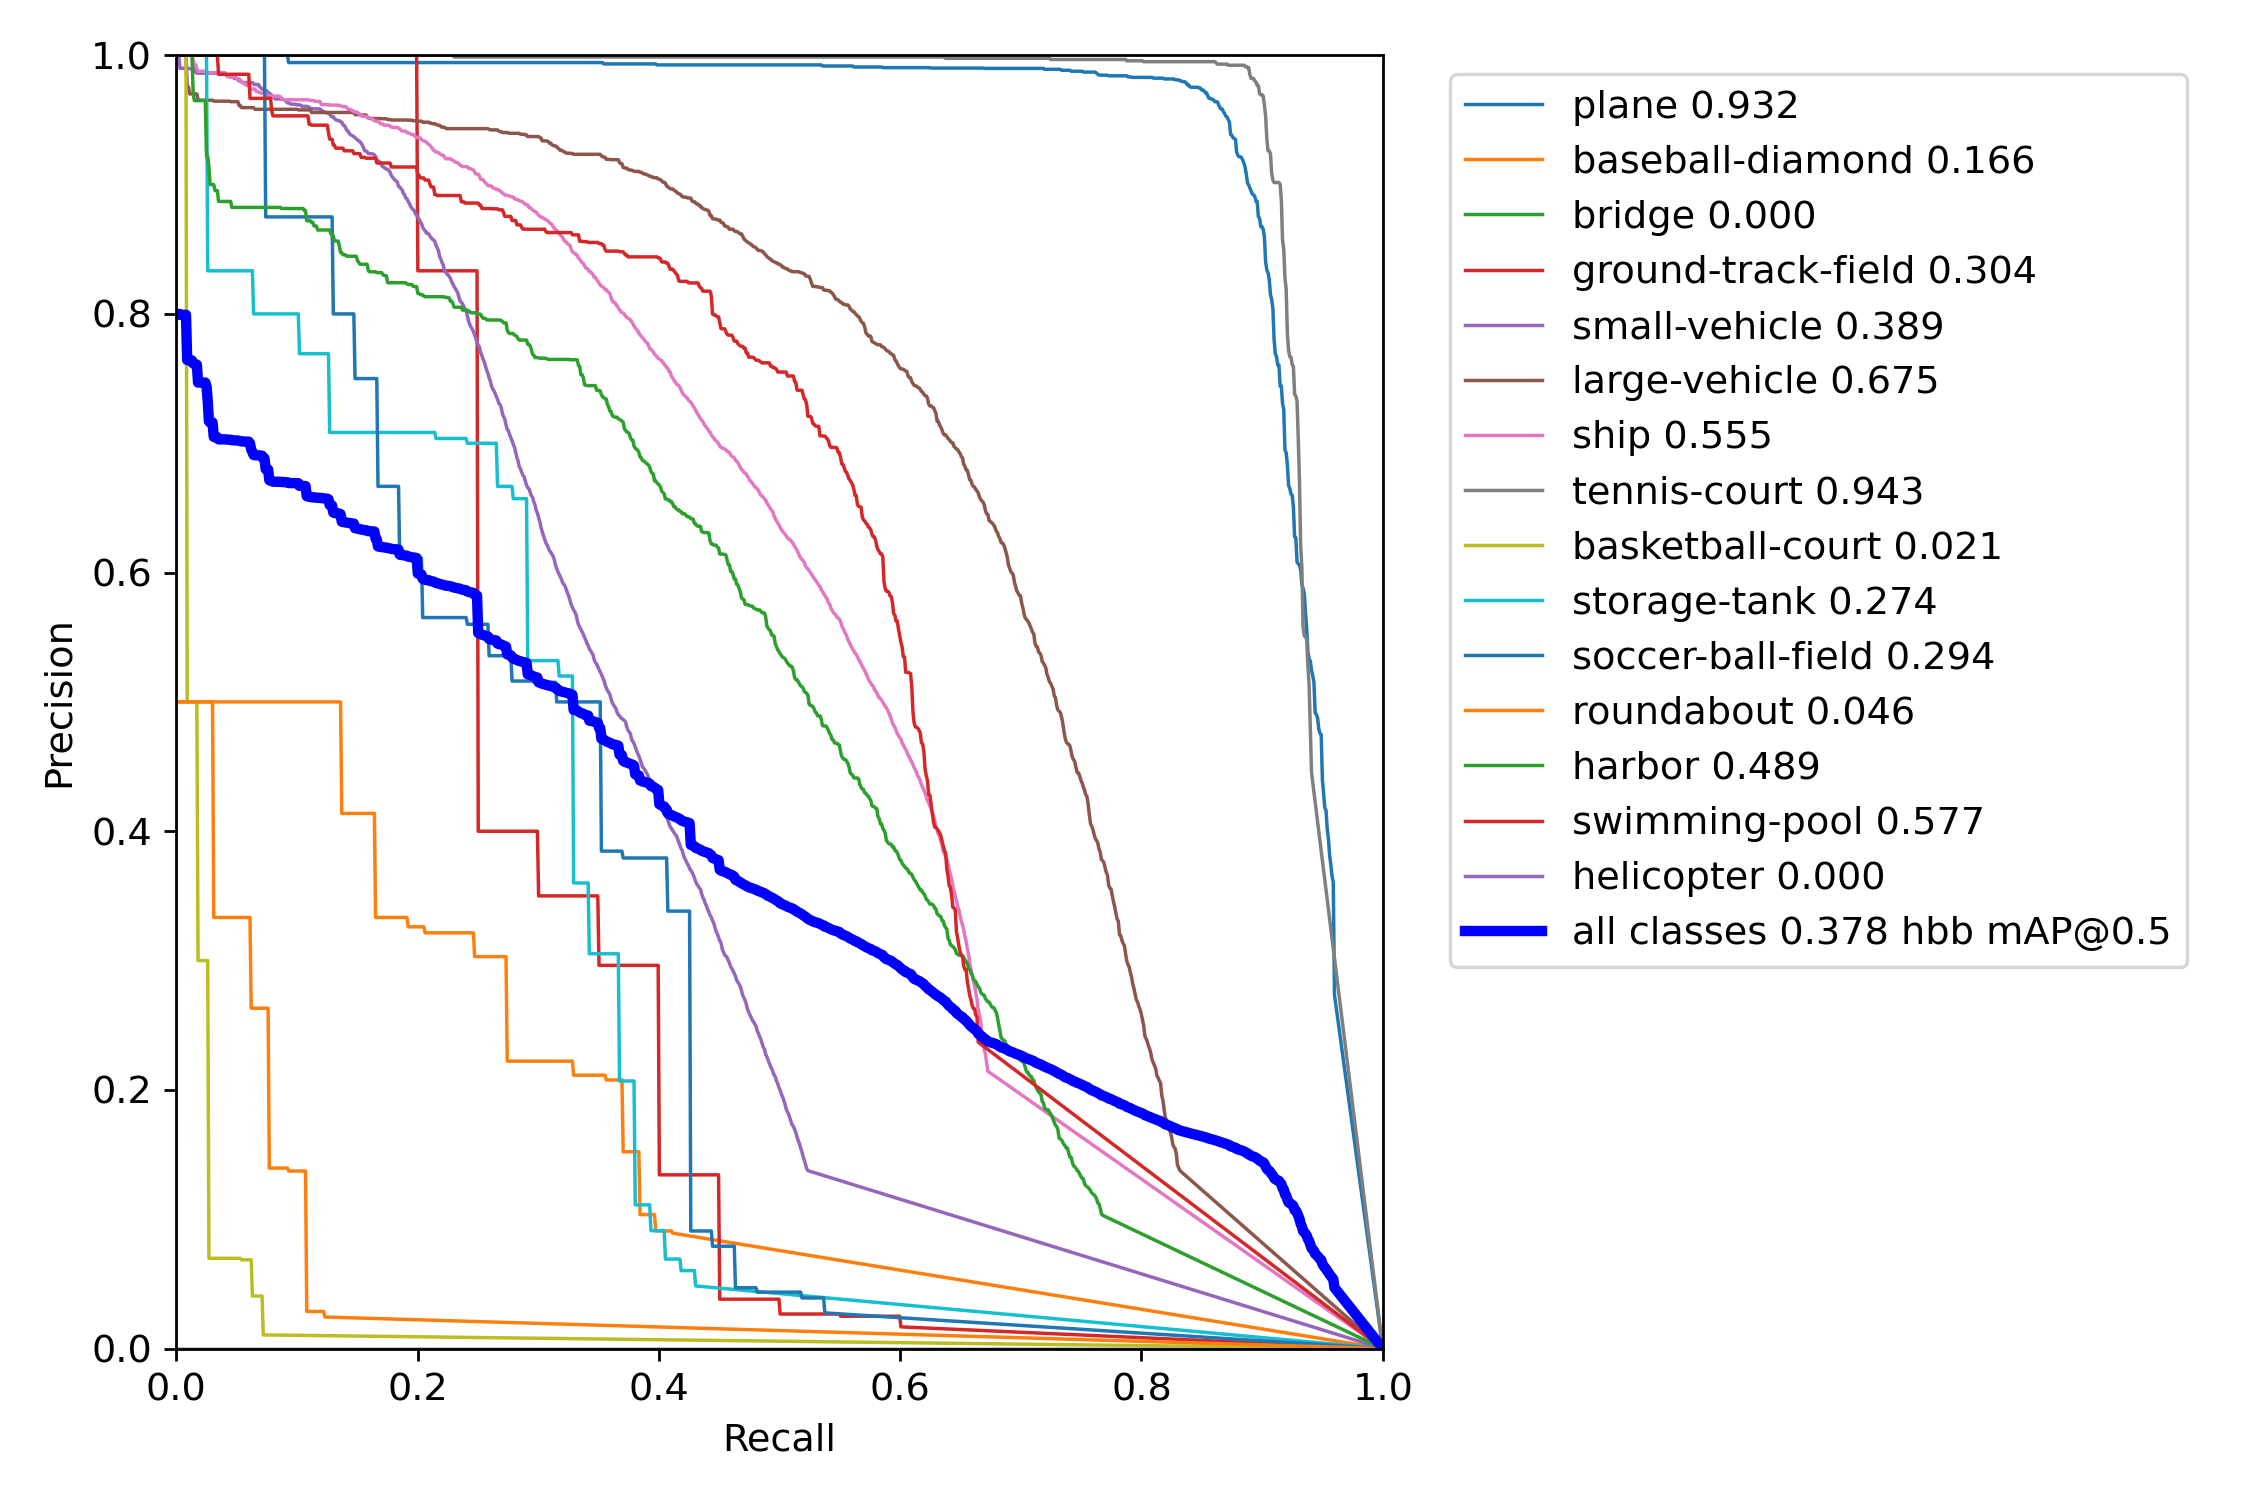 1.0
0.8
0.6
0.4
0.2
0.0
Precision
0.0 0.2 0.4 0.6 0.8 1.0
Recall
plane 0.932
baseball-diamond 0.166
bridge 0.000
ground-track-field 0.304
small-vehicle 0.389
large-vehicle 0.675
ship 0.555
tennis-court 0.943
basketball-court 0.021
storage-tank 0.274
soccer-ball-field 0.294
roundabout 0.046
harbor 0.489
swimming-pool 0.577
helicopter 0.000
all classes 0.378 hbb mAP@0.5